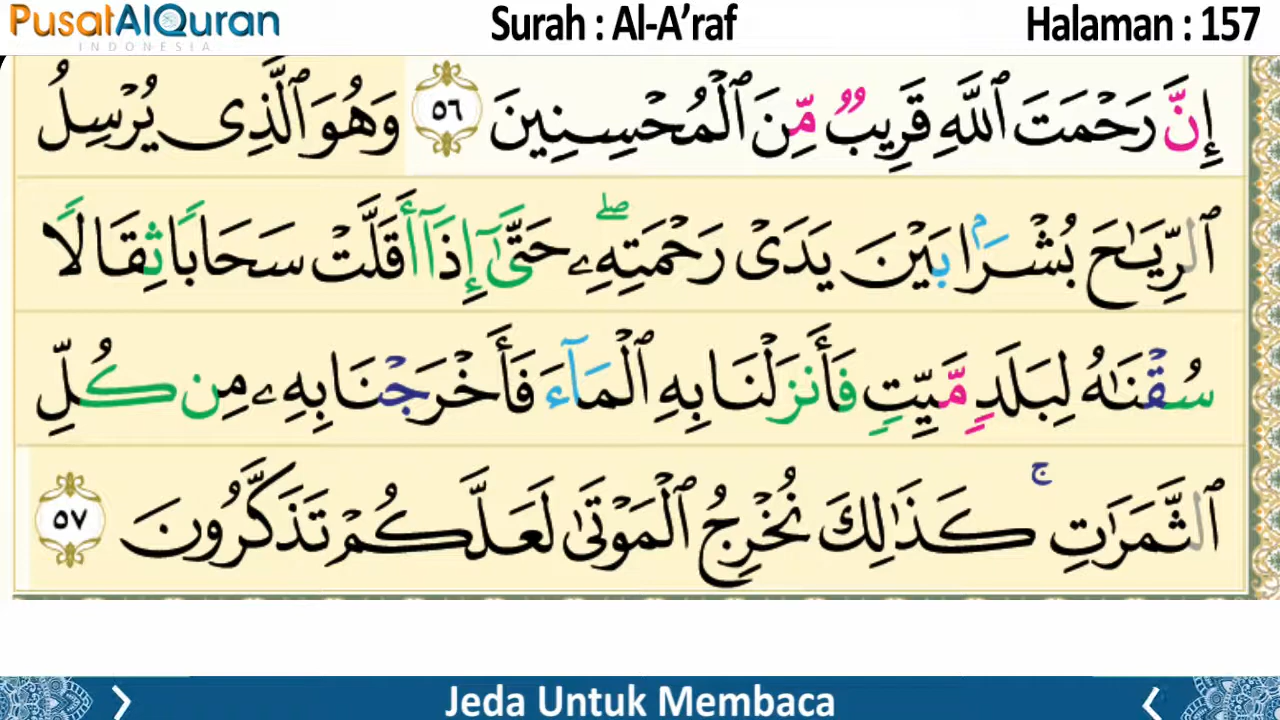 PusatAlQuran
INDONESIA
Surah : Al-A’raf
Halaman : 157
إِنَّ رَحْمَتَ ٱللَّهِ قَرِيبٌ مِّنَ ٱلْمُحْسِنِينَ ٥٦ وَهُوَ ٱلَّذِى يُرْسِلُ
ٱلرِّيَـٰحَ بُشْرًۢا بَيْنَ يَدَىْ رَحْمَتِهِۦ ۖ حَتَّىٰٓ إِذَآ أَقَلَّتْ سَحَابًا ثِقَالًا
سُقْنَـٰهُ لِبَلَدٍ مَّيِّتٍ فَأَنزَلْنَا بِهِ ٱلْمَآءَ فَأَخْرَجْنَا بِهِۦ مِن كُلِّ
ٱلثَّمَرَٰتِ ۚ كَذَٰلِكَ نُخْرِجُ ٱلْمَوْتَىٰ لَعَلَّكُمْ تَذَكَّرُونَ ٥٧
Jeda Untuk Membaca